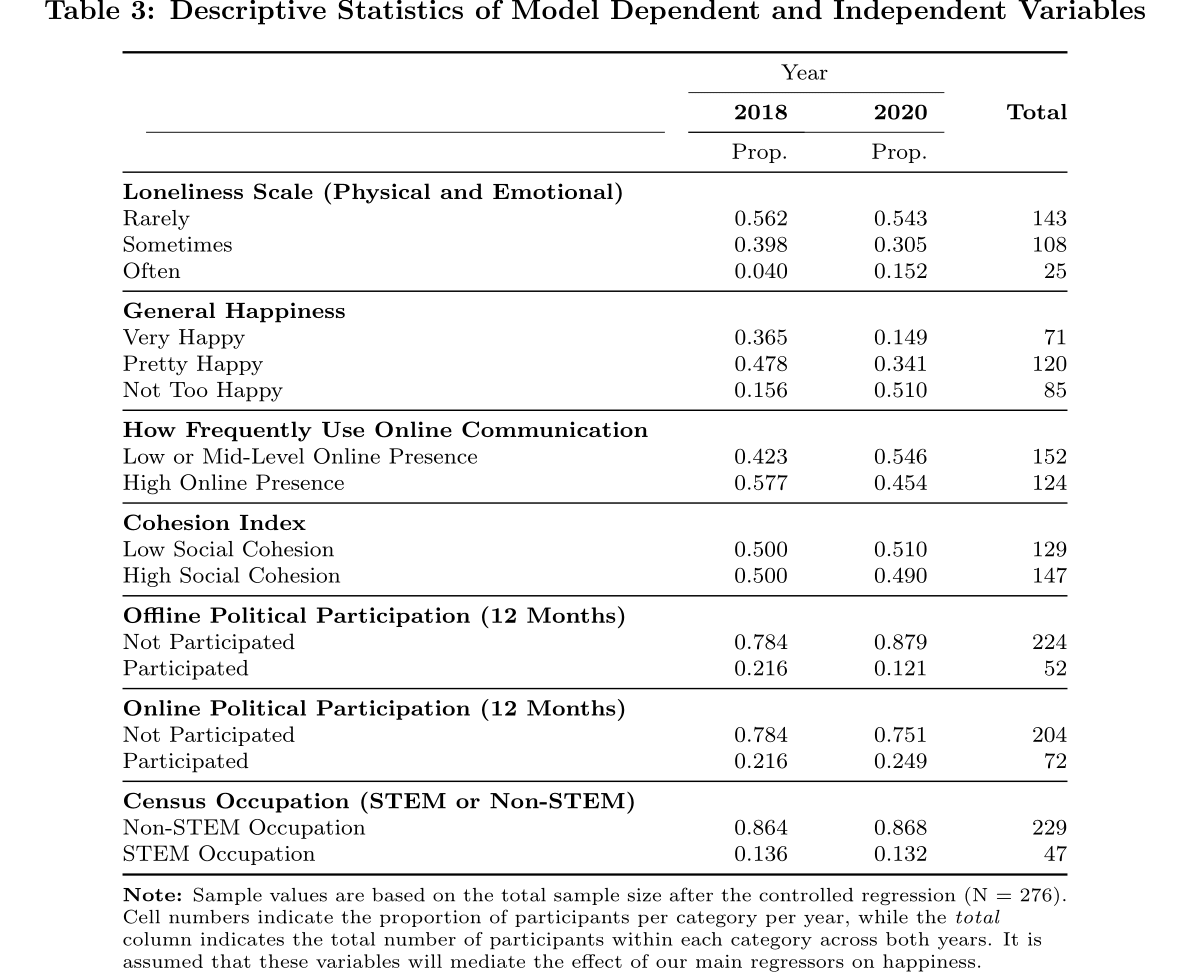 Table 3: Descriptive Statistics of Model Dependent and Independent Variables
Year
2018 2020 Total
Prop. Prop.
Loneliness Scale (Physical and Emotional)
Rarely 0.562 0.543 143
Sometimes 0.398 0.305 108
Often 0.040 0.152 25
General Happiness
Very Happy 0.365 0.149 71
Pretty Happy 0.478 0.341 120
Not Too Happy 0.156 0.510 85
How Frequently Use Online Communication
Low or Mid-Level Online Presence 0.423 0.546 152
High Online Presence 0.577 0.454 124
Cohesion Index
Low Social Cohesion 0.500 0.510 129
High Social Cohesion 0.500 0.490 147
Offline Political Participation (12 Months)
Not Participated 0.784 0.879 224
Participated 0.216 0.121 52
Online Political Participation (12 Months)
Not Participated 0.784 0.751 204
Participated 0.216 0.249 72
Census Occupation (STEM or Non-STEM)
Non-STEM Occupation 0.864 0.868 229
STEM Occupation 0.136 0.132 47
Note: Sample values are based on the total sample size after the controlled regression (N = 276).
Cell numbers indicate the proportion of participants per category per year, while the total
column indicates the total number of participants within each category across both years. It is
assumed that these variables will mediate the effect of our main regressors on happiness.